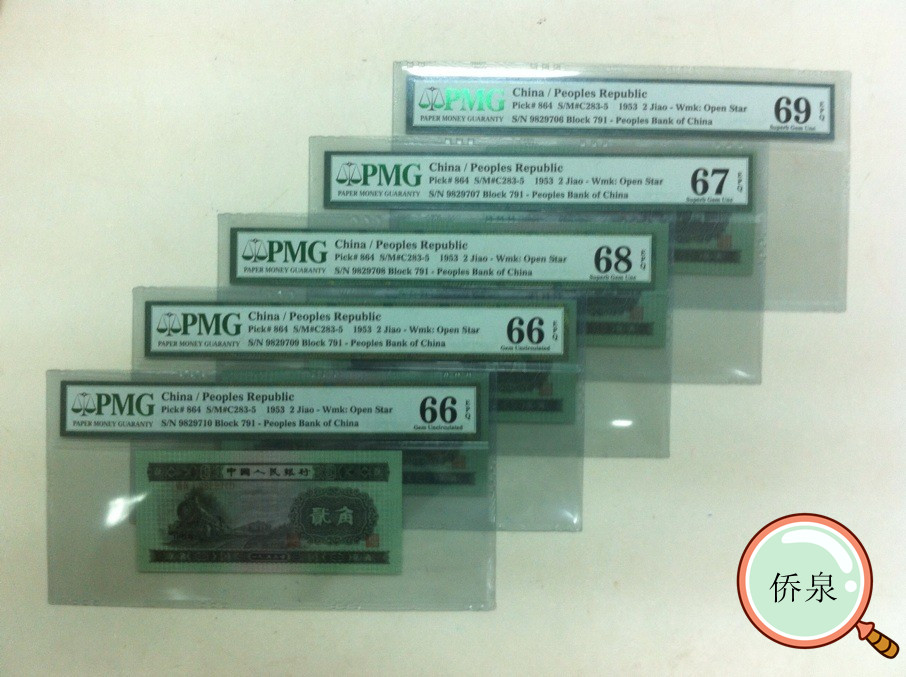 PMG
PAPER MONEY GUARANTY
China / Peoples Republic
Pick# 864 S/M#C283-5 1953 2 Jiao - Wmk: Open Star
S/N 9829706 Block 791 - Peoples Bank of China
69 EPQ
Superb Gem Unc
PMG
PAPER MONEY GUARANTY
China / Peoples Republic
Pick# 864 S/M#C283-5 1953 2 Jiao - Wmk: Open Star
S/N 9829707 Block 791 - Peoples Bank of China
67 EPQ
Superb Gem Unc
PMG
PAPER MONEY GUARANTY
China / Peoples Republic
Pick# 864 S/M#C283-5 1953 2 Jiao - Wmk: Open Star
S/N 9829708 Block 791 - Peoples Bank of China
68 EPQ
Superb Gem Unc
PMG
PAPER MONEY GUARANTY
China / Peoples Republic
Pick# 864 S/M#C283-5 1953 2 Jiao - Wmk: Open Star
S/N 9829709 Block 791 - Peoples Bank of China
66 EPQ
Gem Uncirculated
PMG
PAPER MONEY GUARANTY
China / Peoples Republic
Pick# 864 S/M#C283-5 1953 2 Jiao - Wmk: Open Star
S/N 9829710 Block 791 - Peoples Bank of China
66 EPQ
Gem Uncirculated
中國人民銀行
貳角
侨泉